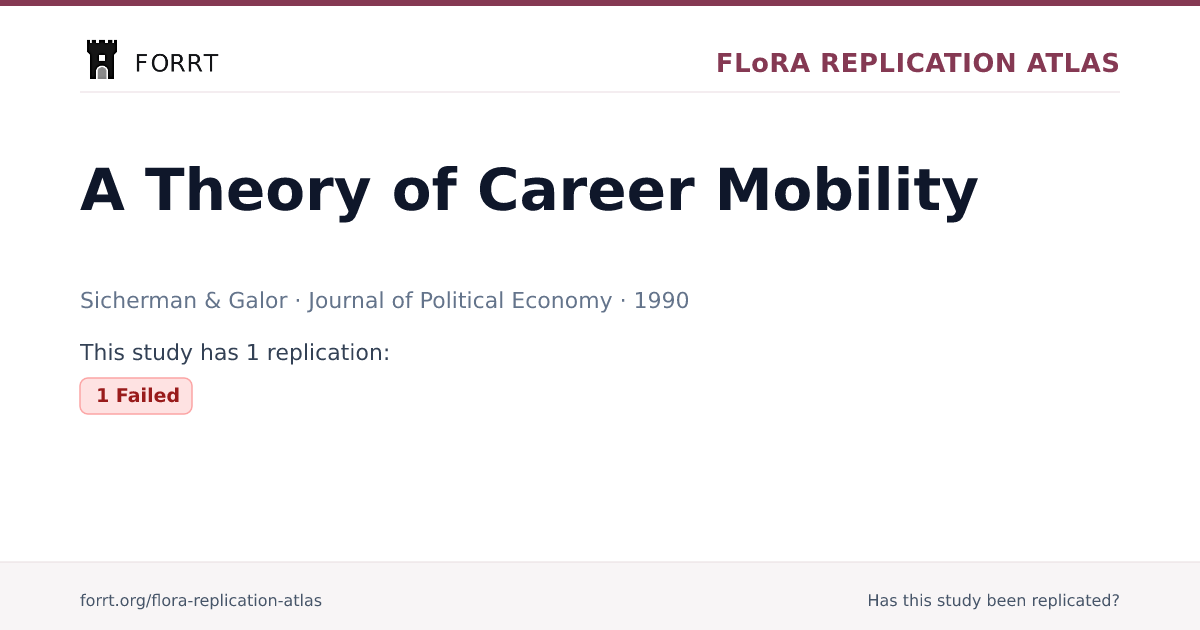 FORRT
FLoRA REPLICATION ATLAS
A Theory of Career Mobility
Sicherman & Galor · Journal of Political Economy · 1990
This study has 1 replication:
1 Failed
forrt.org/flora-replication-atlas
Has this study been replicated?